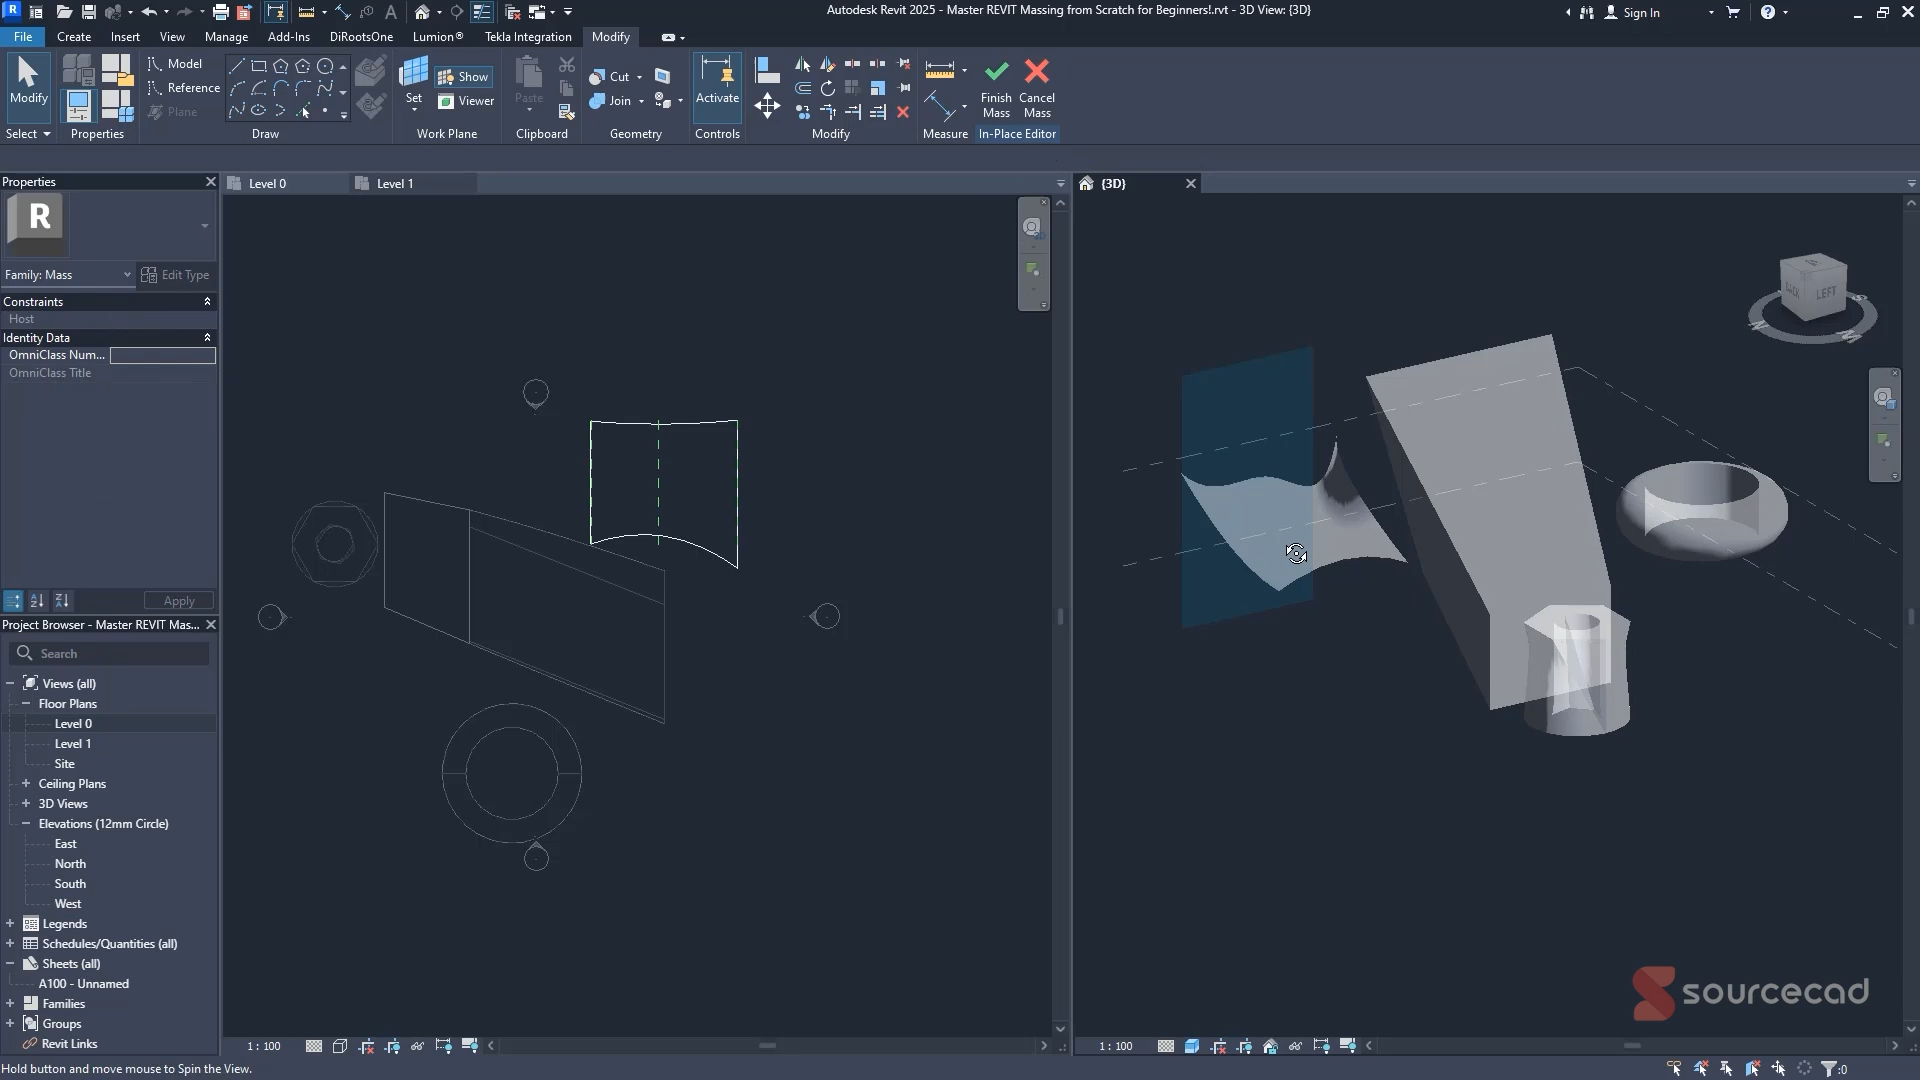 Autodesk Revit 2025 - Master REVIT Massing from Scratch for Beginners!.rvt - 3D View: {3D}
Sign In
File Create Insert View Manage Add-Ins DiRootsOne Lumion® Tekla Integration Modify
Modify
Model
Reference
Plane
Set
Show
Viewer
Paste
Cut
Join
Activate
Finish Mass
Cancel Mass
Select Properties Draw Work Plane Clipboard Geometry Controls Modify Measure In-Place Editor
Properties
R
Family: Mass
Edit Type
Constraints
Host
Identity Data
OmniClass Num...
OmniClass Title
Apply
Project Browser - Master REVIT Mas...
Search
Views (all)
Floor Plans
Level 0
Level 1
Site
Ceiling Plans
3D Views
Elevations (12mm Circle)
East
North
South
West
Legends
Schedules/Quantities (all)
Sheets (all)
A100 - Unnamed
Families
Groups
Revit Links
Level 0
Level 1
{3D}
BACK
LEFT
N
sourcecad
1 : 100
1 : 100
Hold button and move mouse to Spin the View.
:0